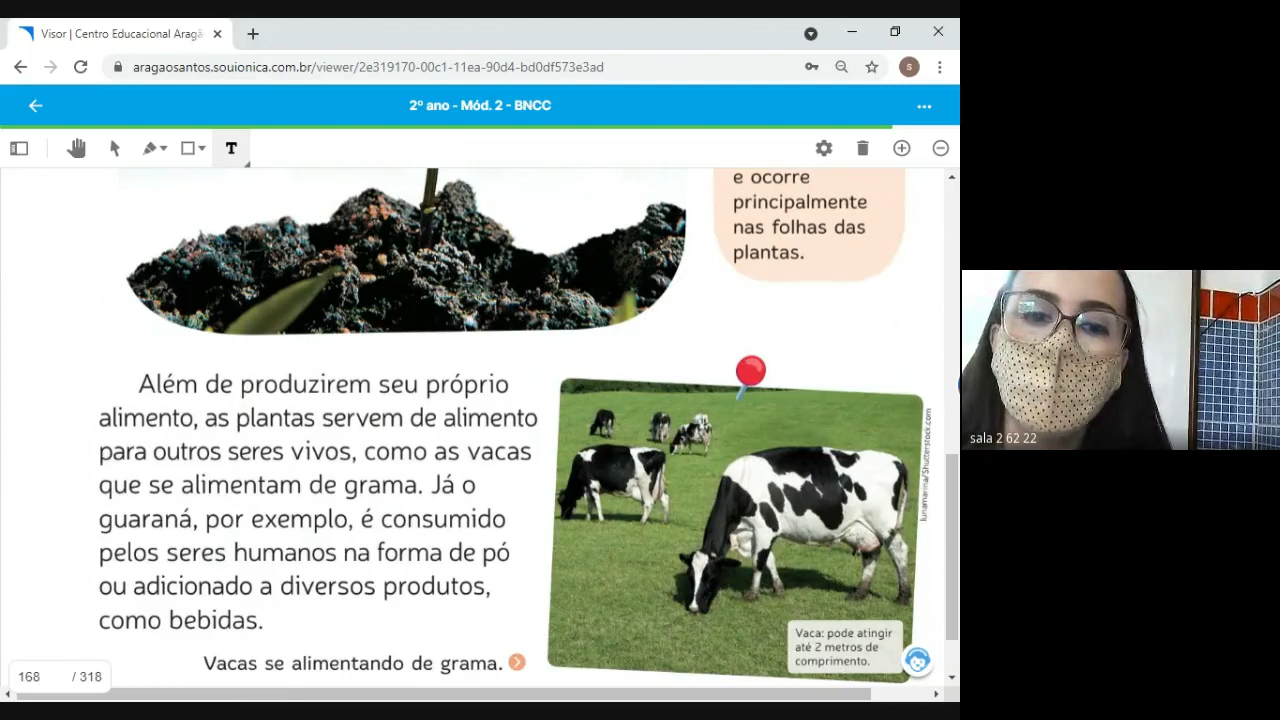 Visor | Centro Educacional Aragã
aragaosantos.souionica.com.br/viewer/2e319170-00c1-11ea-90d4-bd0df573e3ad
S
2º ano - Mód. 2 - BNCC
T
e ocorre
principalmente
nas folhas das
plantas.
Além de produzirem seu próprio
alimento, as plantas servem de alimento
para outros seres vivos, como as vacas
que se alimentam de grama. Já o
guaraná, por exemplo, é consumido
pelos seres humanos na forma de pó
ou adicionado a diversos produtos,
como bebidas.
Vacas se alimentando de grama.
lunamarina/Shutterstock.com
Vaca: pode atingir
até 2 metros de
comprimento.
168 / 318
sala 2 62 22